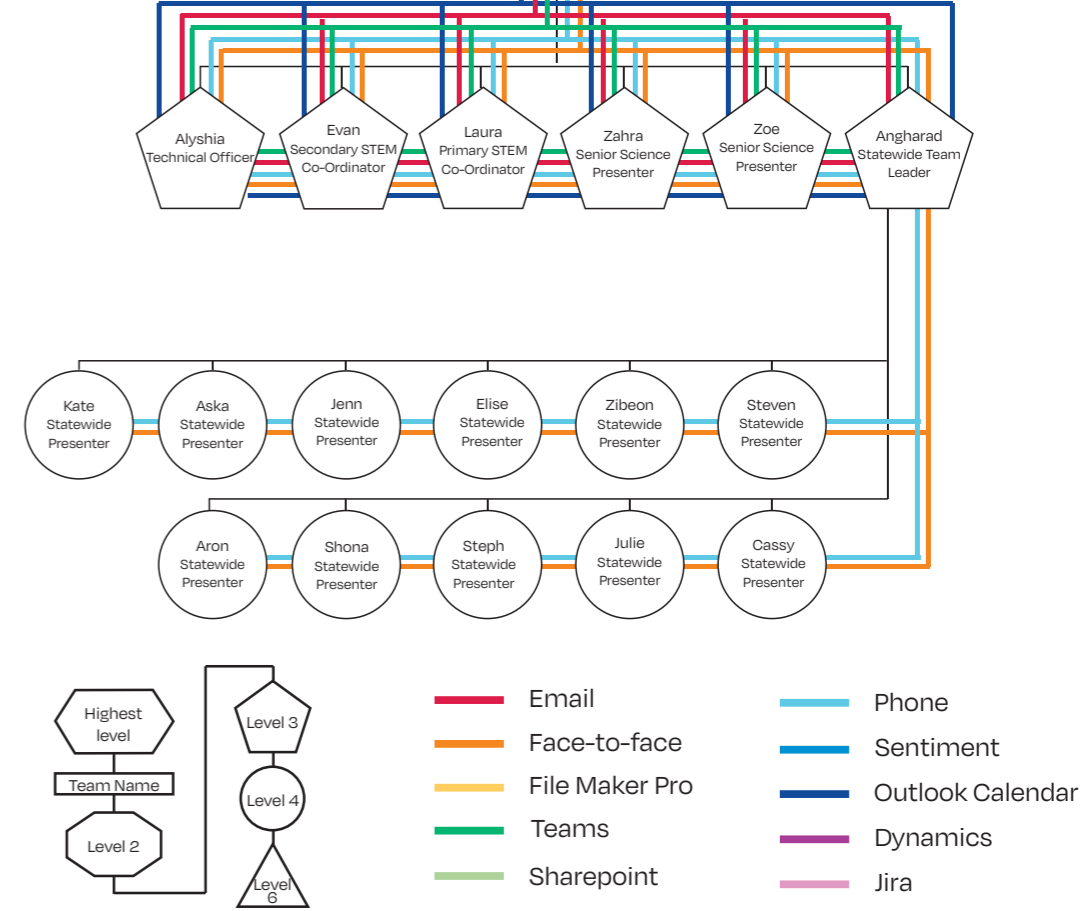 Alyshia
Technical Officer
Evan
Secondary STEM
Co-Ordinator
Laura
Primary STEM
Co-Ordinator
Zahra
Senior Science
Presenter
Zoe
Senior Science
Presenter
Angharad
Statewide Team
Leader
Kate
Statewide
Presenter
Aska
Statewide
Presenter
Jenn
Statewide
Presenter
Elise
Statewide
Presenter
Zibeon
Statewide
Presenter
Steven
Statewide
Presenter
Aron
Statewide
Presenter
Shona
Statewide
Presenter
Steph
Statewide
Presenter
Julie
Statewide
Presenter
Cassy
Statewide
Presenter
Highest
level
Team Name
Level 2
Level 3
Level 4
Level
6
Email
Face-to-face
File Maker Pro
Teams
Sharepoint
Phone
Sentiment
Outlook Calendar
Dynamics
Jira